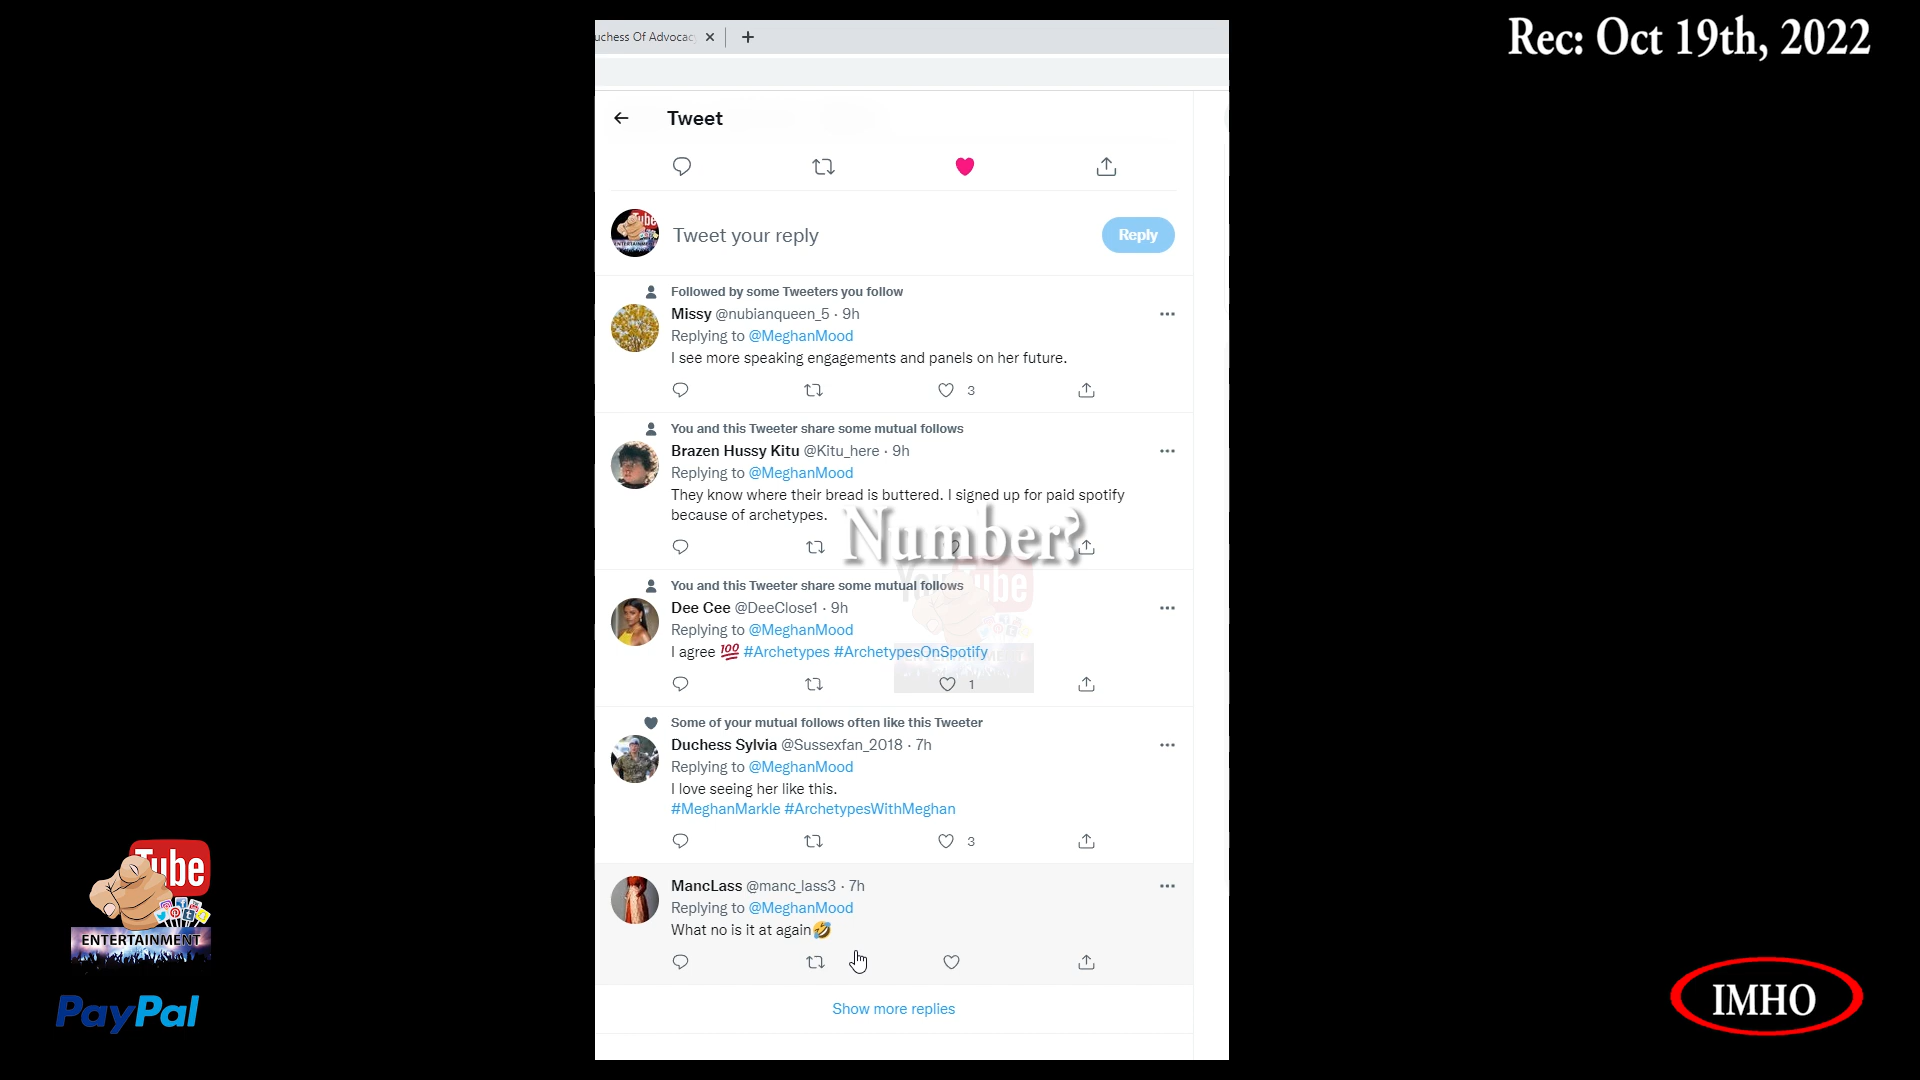 uchess Of Advocac
Rec: Oct 19th, 2022
Tweet
Tweet your reply
Reply
Followed by some Tweeters you follow
Missy @nubianqueen_5 · 9h
Replying to @MeghanMood
I see more speaking engagements and panels on her future.
3
You and this Tweeter share some mutual follows
Brazen Hussy Kitu @Kitu_here · 9h
Replying to @MeghanMood
They know where their bread is buttered. I signed up for paid spotify
because of archetypes.
Number?
You and this Tweeter share some mutual follows
Dee Cee @DeeClose1 · 9h
Replying to @MeghanMood
I agree 💯 #Archetypes #ArchetypesOnSpotify
1
Some of your mutual follows often like this Tweeter
Duchess Sylvia @Sussexfan_2018 · 7h
Replying to @MeghanMood
I love seeing her like this.
#MeghanMarkle #ArchetypesWithMeghan
3
MancLass @manc_lass3 · 7h
Replying to @MeghanMood
What no is it at again🤣
Show more replies
Tube
ENTERTAINMENT
PayPal
IMHO